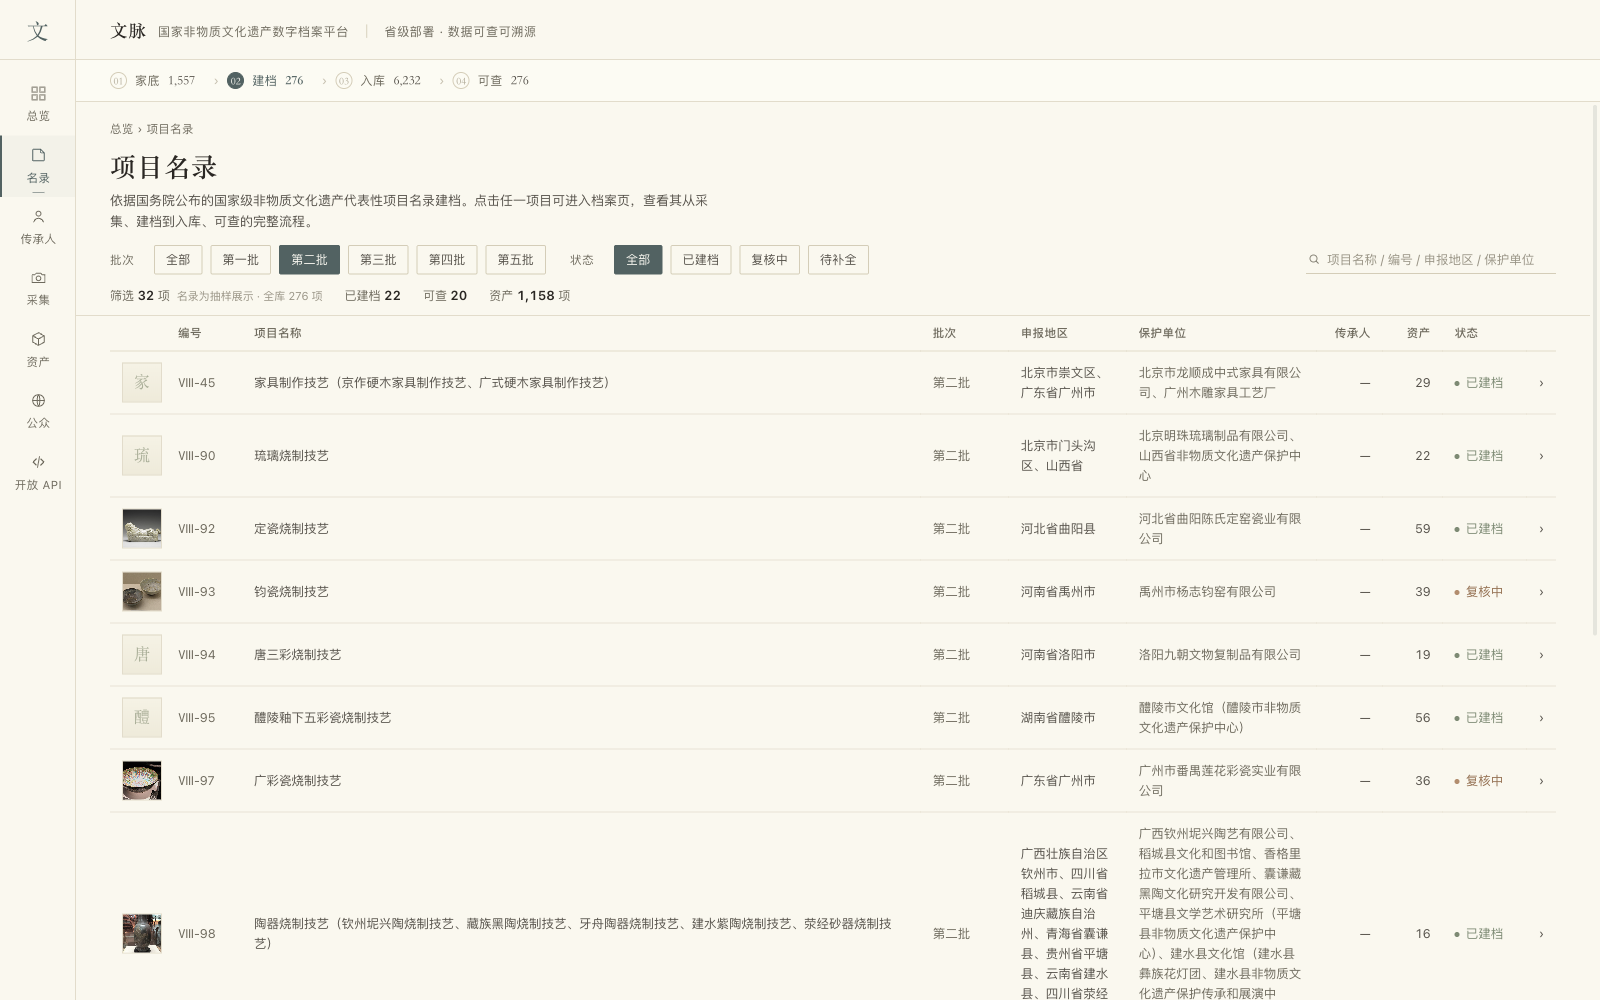 文
文脉 国家非物质文化遗产数字档案平台 省级部署 · 数据可查可溯源
01 家底 1,557 › 02 建档 276 › 03 入库 6,232 › 04 可查 276
总览
名录
传承人
采集
资产
公众
开放 API
总览 › 项目名录
项目名录
依据国务院公布的国家级非物质文化遗产代表性项目名录建档。点击任一项目可进入档案页，查看其从采
集、建档到入库、可查的完整流程。
批次 全部 第一批 第二批 第三批 第四批 第五批 状态 全部 已建档 复核中 待补全 项目名称 / 编号 / 申报地区 / 保护单位
筛选 32 项 名录为抽样展示 · 全库 276 项 已建档 22 可查 20 资产 1,158 项
编号 项目名称 批次 申报地区 保护单位 传承人 资产 状态
家 VIII-45 家具制作技艺（京作硬木家具制作技艺、广式硬木家具制作技艺） 第二批
北京市崇文区、
广东省广州市
北京市龙顺成中式家具有限公
司、广州木雕家具工艺厂
— 29 已建档 ›
琉 VIII-90 琉璃烧制技艺 第二批
北京市门头沟
区、山西省
北京明珠琉璃制品有限公司、
山西省非物质文化遗产保护中
心
— 22 已建档 ›
VIII-92 定瓷烧制技艺 第二批 河北省曲阳县
河北省曲阳陈氏定窑瓷业有限
公司
— 59 已建档 ›
VIII-93 钧瓷烧制技艺 第二批 河南省禹州市 禹州市杨志钧窑有限公司 — 39 复核中 ›
唐 VIII-94 唐三彩烧制技艺 第二批 河南省洛阳市 洛阳九朝文物复制品有限公司 — 19 已建档 ›
醴 VIII-95 醴陵釉下五彩瓷烧制技艺 第二批 湖南省醴陵市
醴陵市文化馆（醴陵市非物质
文化遗产保护中心）
— 56 已建档 ›
VIII-97 广彩瓷烧制技艺 第二批 广东省广州市
广州市番禺莲花彩瓷实业有限
公司
— 36 复核中 ›
VIII-98
陶器烧制技艺（钦州坭兴陶烧制技艺、藏族黑陶烧制技艺、牙舟陶器烧制技艺、建水紫陶烧制技艺、荥经砂器烧制技
艺）
第二批
广西壮族自治区
钦州市、四川省
稻城县、云南省
迪庆藏族自治
州、青海省囊谦
县、贵州省平塘
县、云南省建水
县、四川省荥经
广西钦州坭兴陶艺有限公司、
稻城县文化和图书馆、香格里
拉市文化遗产管理所、囊谦藏
黑陶文化研究开发有限公司、
平塘县文学艺术研究所（平塘
县非物质文化遗产保护中
心）、建水县文化馆（建水县
彝族花灯团、建水县非物质文
化遗产保护传承和展演中
— 16 已建档 ›